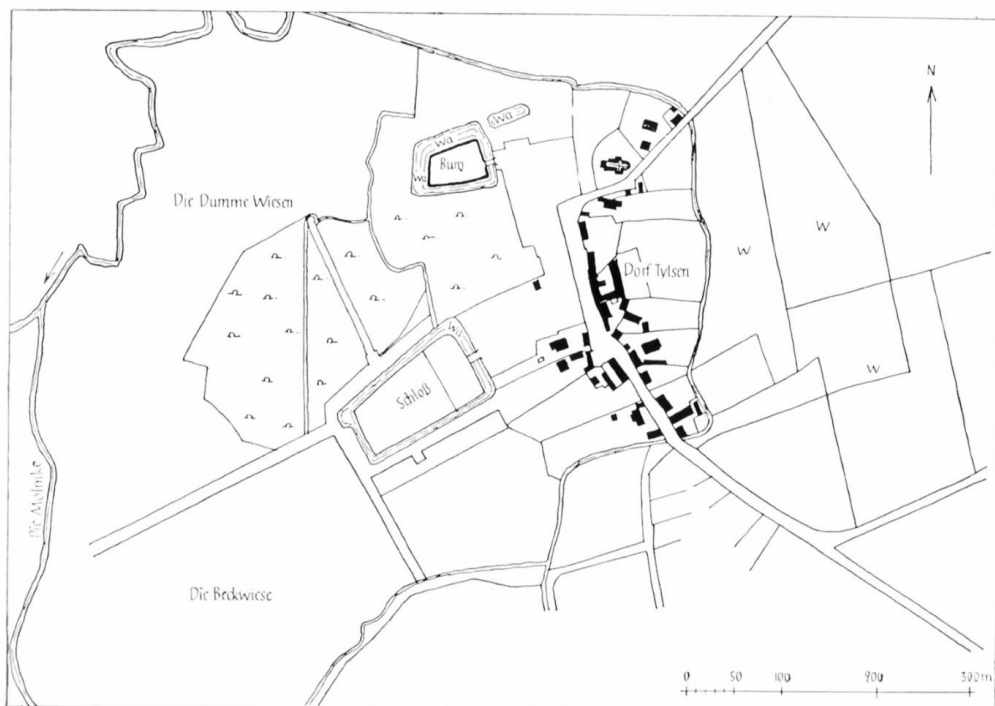 N
Wa
Wa
Burg
Wa
Die Dumme Wiesen
W
W
Dorf Tylsen
Wa
W
Schloß
Die Molmke
Die Beckwiese
0 50 100 200 300m